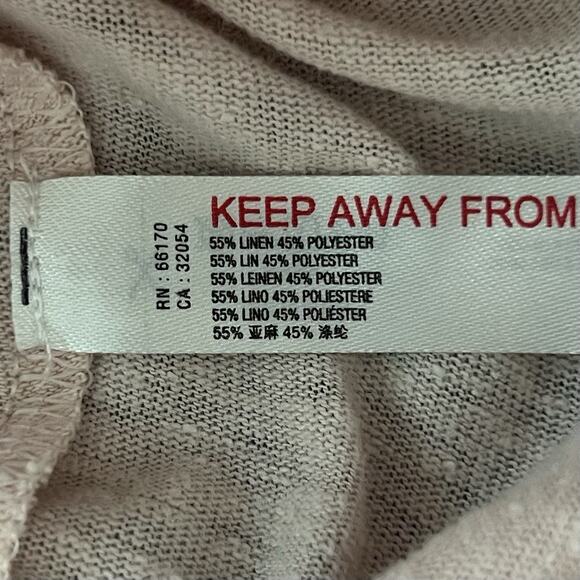 RN : 66170
CA : 32054
KEEP AWAY FROM
55% LINEN 45% POLYESTER
55% LIN 45% POLYESTER
55% LEINEN 45% POLYESTER
55% LINO 45% POLIESTERE
55% LINO 45% POLIÉSTER
55% 亚麻 45% 涤纶